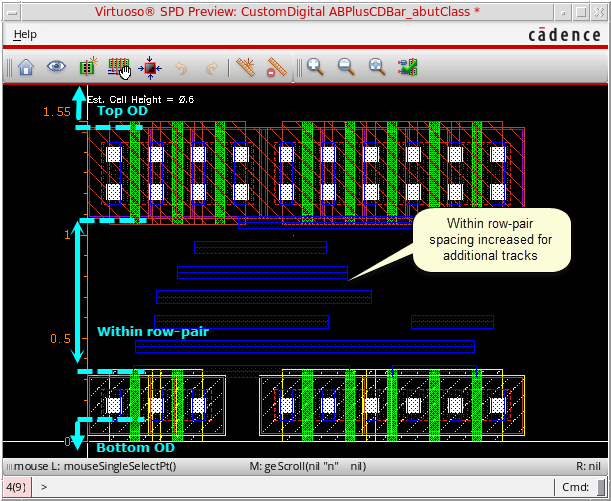 Virtuoso® SPD Preview: CustomDigital ABPlusCDBar_abutClass *
Help
cādence
Est. Cell Height = 0.6
1.55
Top OD
1
Within row-pair
spacing increased for
additional tracks
0.5
Within row-pair
0
Bottom OD
mouse L: mouseSingleSelectPt()
M: geScroll(nil "n" nil)
R: nil
4(9)
>
Cmd: